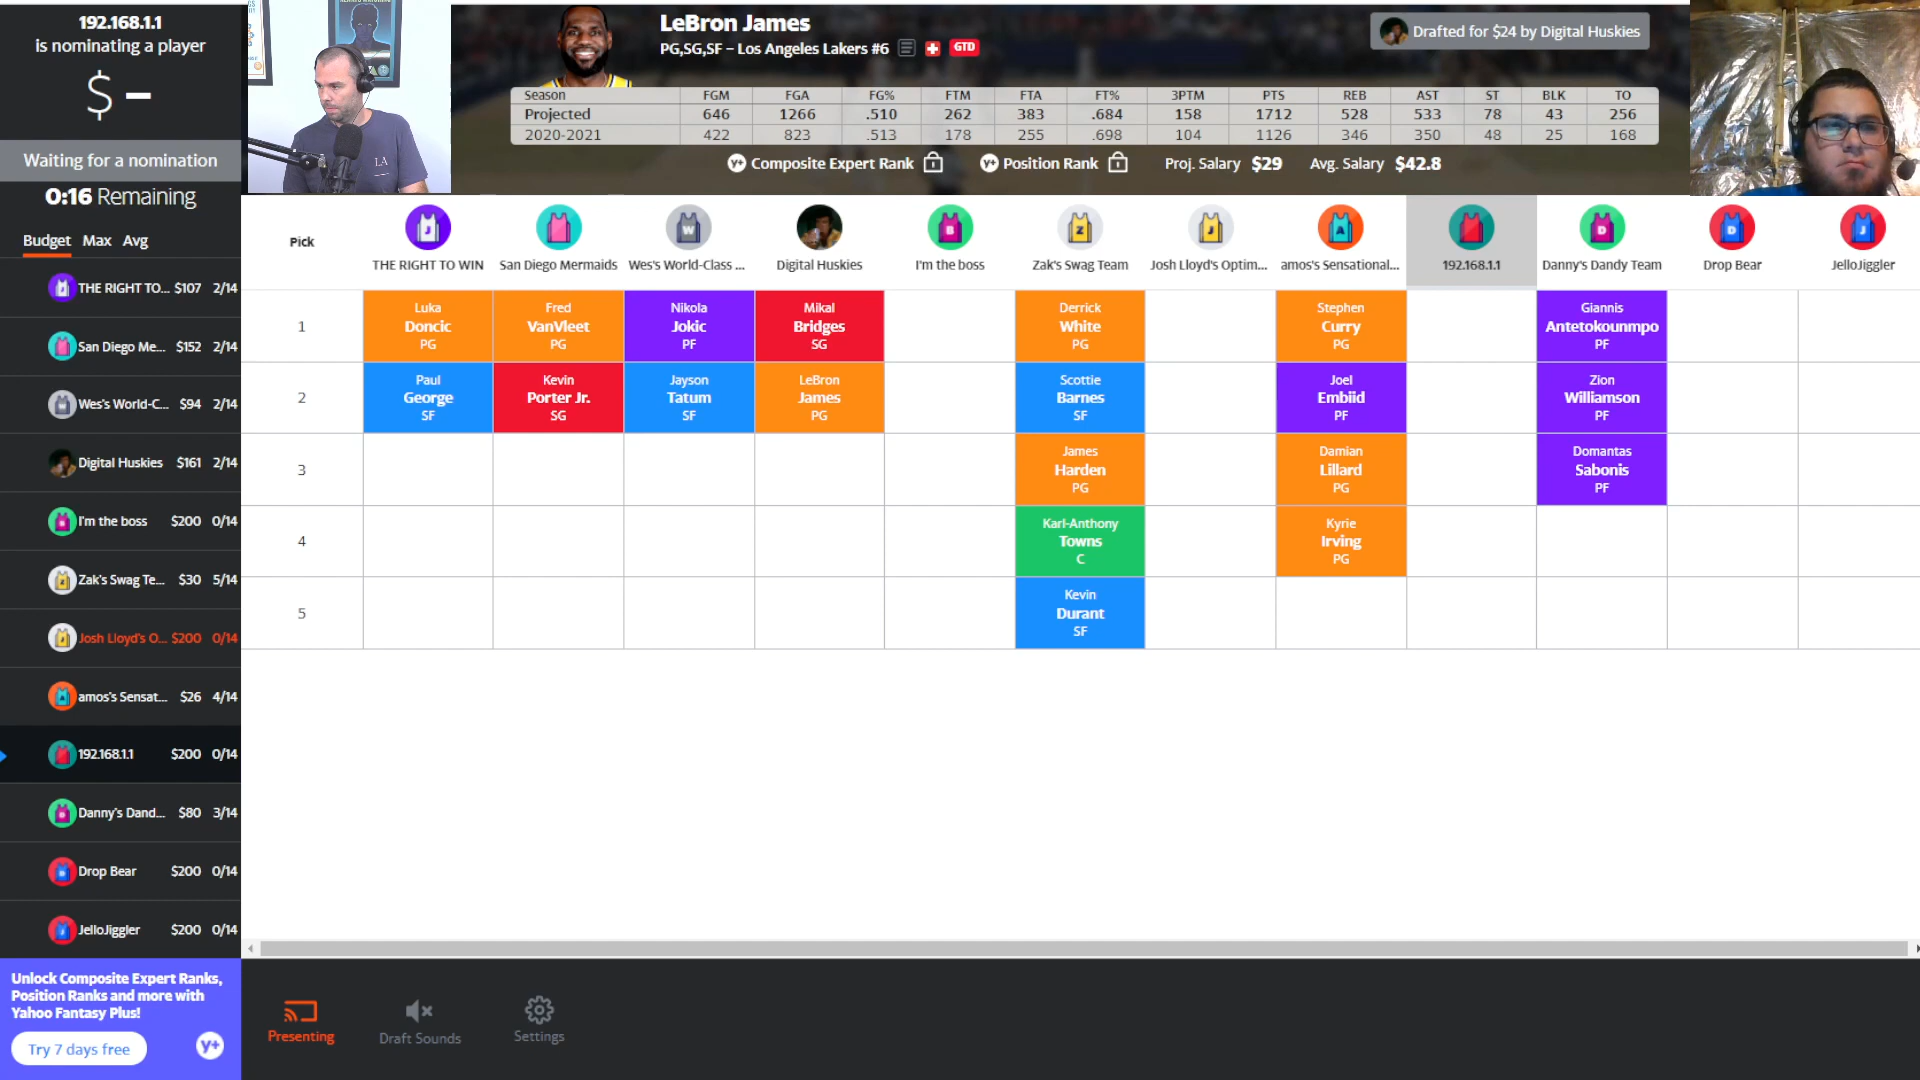 192.168.1.1
is nominating a player
$ –
Waiting for a nomination
0:16 Remaining
Budget Max Avg
THE RIGHT TO... $107 2/14
San Diego Me... $152 2/14
Wes's World-C... $94 2/14
Digital Huskies $161 2/14
I'm the boss $200 0/14
Zak's Swag Te... $30 5/14
Josh Lloyd's O... $200 0/14
amos's Sensat... $26 4/14
192.168.1.1 $200 0/14
Danny's Dand... $80 3/14
Drop Bear $200 0/14
JelloJiggler $200 0/14
Unlock Composite Expert Ranks,
Position Ranks and more with
Yahoo Fantasy Plus!
Try 7 days free
y+
LA
LeBron James
PG,SG,SF – Los Angeles Lakers #6 GTD
Drafted for $24 by Digital Huskies
Season FGM FGA FG% FTM FTA FT% 3PTM PTS REB AST ST BLK TO
Projected 646 1266 .510 262 383 .684 158 1712 528 533 78 43 256
2020-2021 422 823 .513 178 255 .698 104 1126 346 350 48 25 168
y+ Composite Expert Rank y+ Position Rank Proj. Salary $29 Avg. Salary $42.8
Pick
THE RIGHT TO WIN San Diego Mermaids Wes's World-Class ... Digital Huskies I'm the boss Zak's Swag Team Josh Lloyd's Optim... amos's Sensational... 192.168.1.1 Danny's Dandy Team Drop Bear JelloJiggler
Luka Fred Nikola Mikal Derrick Stephen Giannis
1 Doncic VanVleet Jokic Bridges White Curry Antetokounmpo
PG PG PF SG PG PG PF
Paul Kevin Jayson LeBron Scottie Joel Zion
2 George Porter Jr. Tatum James Barnes Embiid Williamson
SF SG SF PG SF PF PF
James Damian Domantas
3 Harden Lillard Sabonis
PG PG PF
Karl-Anthony Kyrie
4 Towns Irving
C PG
Kevin
5 Durant
SF
Presenting Draft Sounds Settings